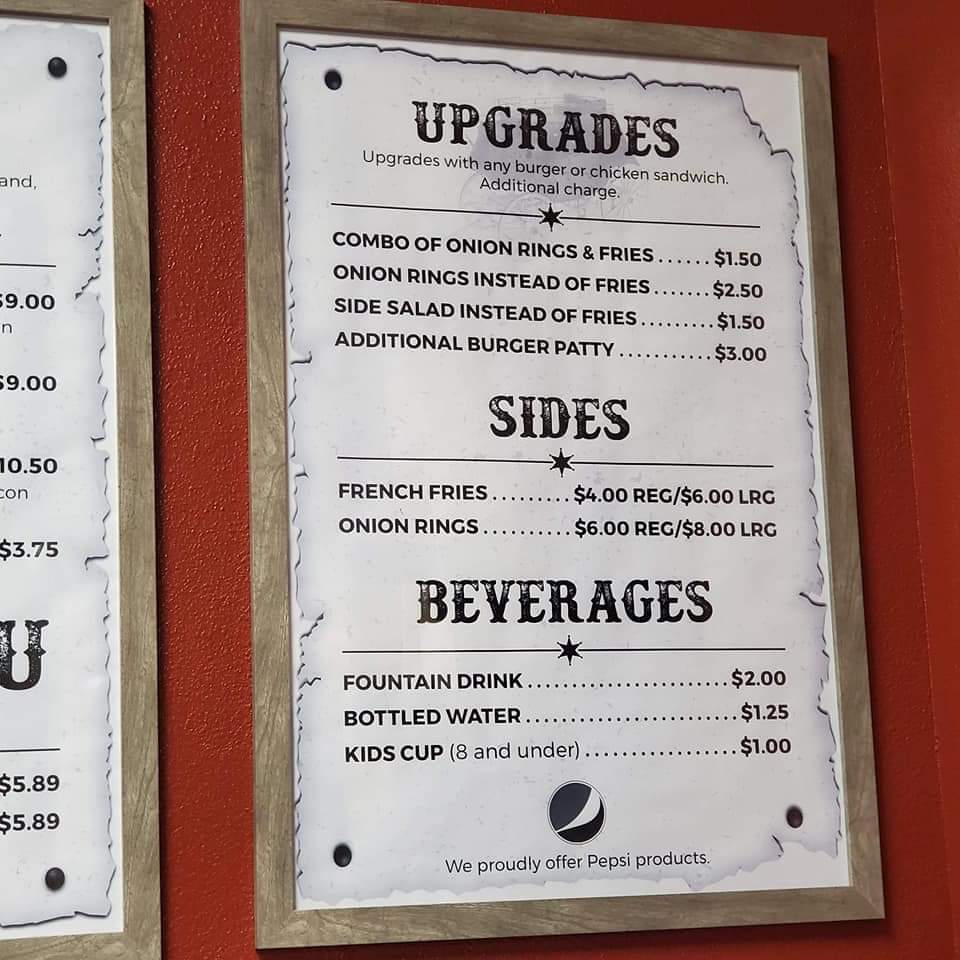 and,
$9.00
n
$9.00
10.50
con
$3.75
U
$5.89
$5.89
UPGRADES
Upgrades with any burger or chicken sandwich.
Additional charge.
COMBO OF ONION RINGS & FRIES......$1.50
ONION RINGS INSTEAD OF FRIES.......$2.50
SIDE SALAD INSTEAD OF FRIES.........$1.50
ADDITIONAL BURGER PATTY...........$3.00
SIDES
FRENCH FRIES.........$4.00 REG/$6.00 LRG
ONION RINGS..........$6.00 REG/$8.00 LRG
BEVERAGES
FOUNTAIN DRINK.......................$2.00
BOTTLED WATER........................$1.25
KIDS CUP (8 and under).................$1.00
We proudly offer Pepsi products.